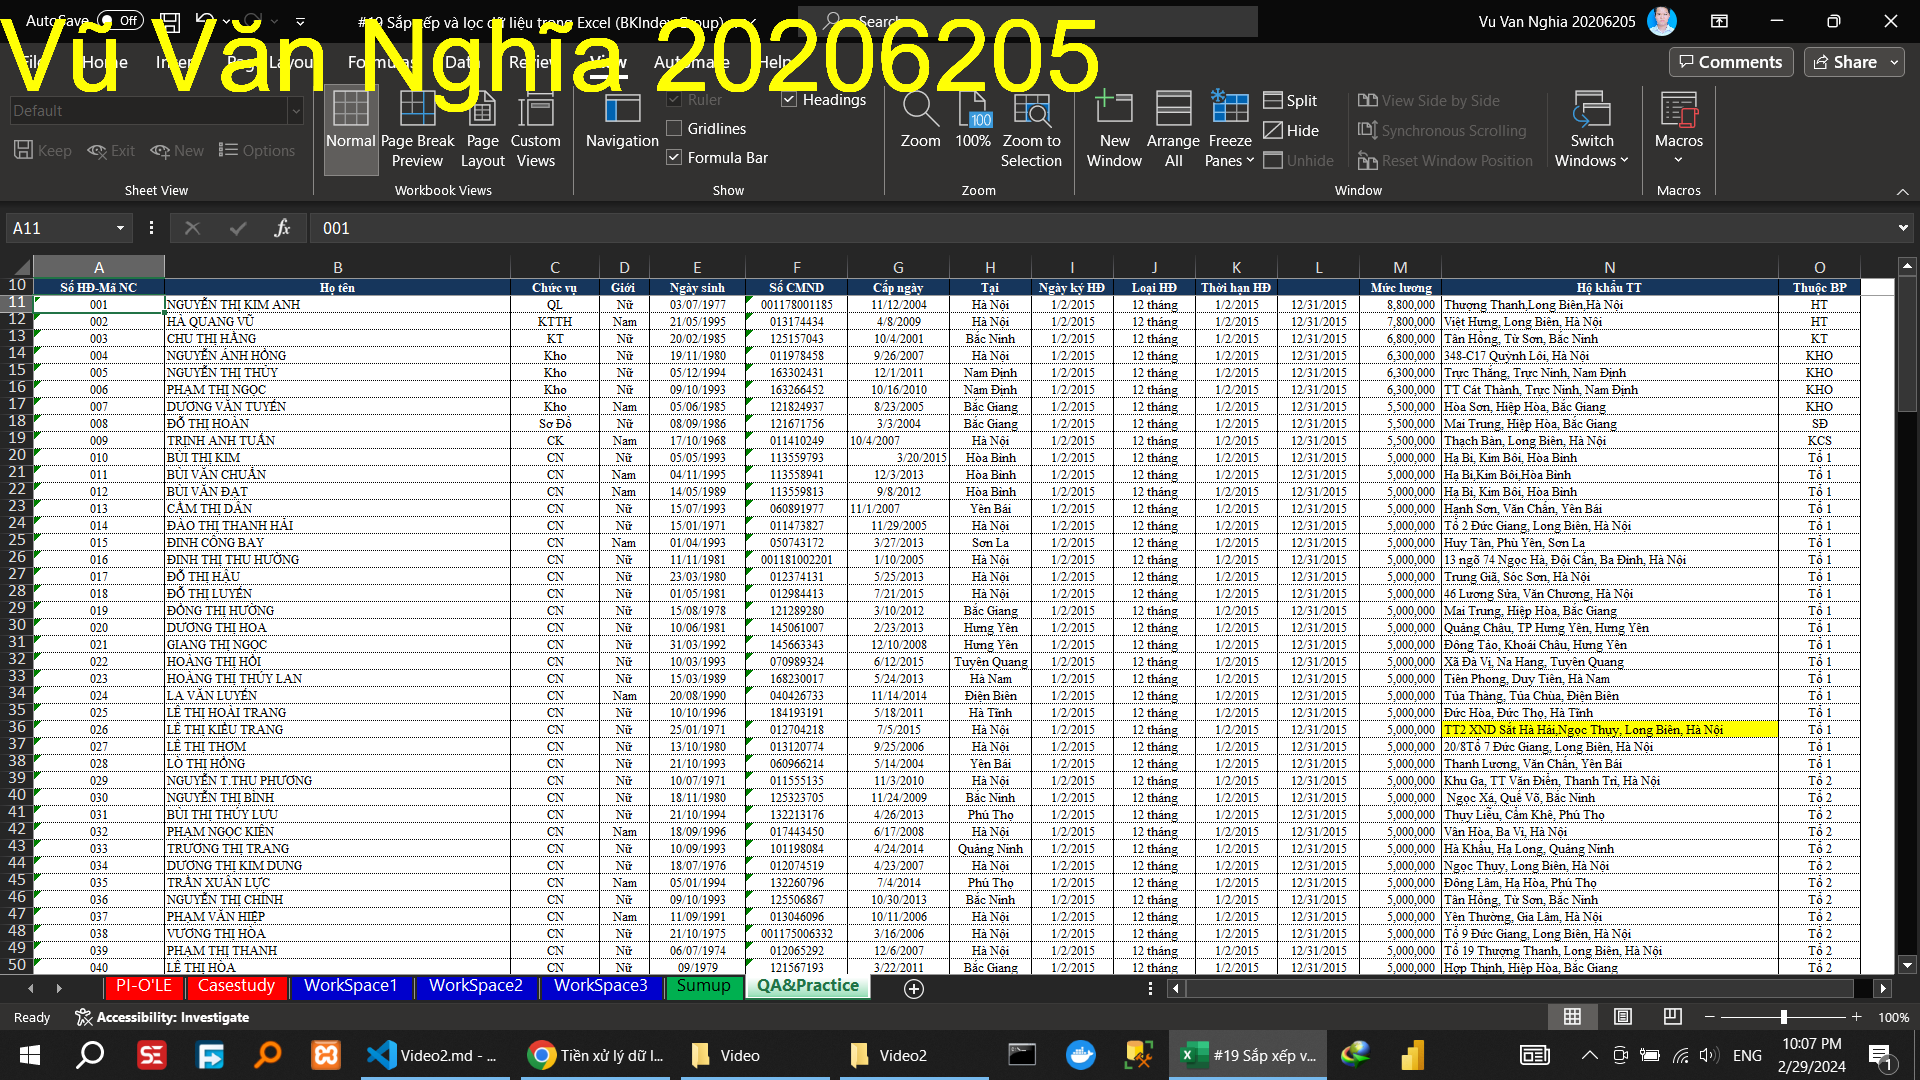 AutoSave Off #19 Sắp xếp và lọc dữ liệu trong Excel (BKIndex Group) Search Vu Van Nghia 20206205
Vũ Văn Nghĩa 20206205
File Home Insert Page Layout Formulas Data Review View Automate Help Comments Share
Default Ruler Headings Split View Side by Side
Normal Page Break Preview Page Layout Custom Views Navigation Gridlines Zoom 100% Zoom to Selection New Window Arrange All Freeze Panes Hide Synchronous Scrolling Switch Windows Macros
Keep Exit New Options Formula Bar Unhide Reset Window Position
Sheet View Workbook Views Show Zoom Window Macros
A11 fx 001
A B C D E F G H I J K L M N O
10 Số HĐ-Mã NC Họ tên Chức vụ Giới Ngày sinh Số CMND Cấp ngày Tại Ngày ký HĐ Loại HĐ Thời hạn HĐ Mức lương Hộ khẩu TT Thuộc BP
11 001 NGUYỄN THỊ KIM ANH QL Nữ 03/07/1977 001178001185 11/12/2004 Hà Nội 1/2/2015 12 tháng 1/2/2015 12/31/2015 8,800,000 Thượng Thanh,Long Biên,Hà Nội HT
12 002 HÀ QUANG VŨ KTTH Nam 21/05/1995 013174434 4/8/2009 Hà Nội 1/2/2015 12 tháng 1/2/2015 12/31/2015 7,800,000 Việt Hưng, Long Biên, Hà Nội HT
13 003 CHU THỊ HẰNG KT Nữ 20/02/1985 125157043 10/4/2001 Bắc Ninh 1/2/2015 12 tháng 1/2/2015 12/31/2015 6,800,000 Tân Hồng, Từ Sơn, Bắc Ninh KT
14 004 NGUYỄN ÁNH HỒNG Kho Nữ 19/11/1980 011978458 9/26/2007 Hà Nội 1/2/2015 12 tháng 1/2/2015 12/31/2015 6,300,000 348-C17 Quỳnh Lôi, Hà Nội KHO
15 005 NGUYỄN THỊ THỦY Kho Nữ 05/12/1994 163302431 12/1/2011 Nam Định 1/2/2015 12 tháng 1/2/2015 12/31/2015 6,300,000 Trực Thắng, Trực Ninh, Nam Định KHO
16 006 PHẠM THỊ NGỌC Kho Nữ 09/10/1993 163266452 10/16/2010 Nam Định 1/2/2015 12 tháng 1/2/2015 12/31/2015 6,300,000 TT Cát Thành, Trực Ninh, Nam Định KHO
17 007 DƯƠNG VĂN TUYẾN Kho Nam 05/06/1985 121824937 8/23/2005 Bắc Giang 1/2/2015 12 tháng 1/2/2015 12/31/2015 5,500,000 Hòa Sơn, Hiệp Hòa, Bắc Giang KHO
18 008 ĐỖ THỊ HOÀN Sơ Đồ Nữ 08/09/1986 121671756 3/3/2004 Bắc Giang 1/2/2015 12 tháng 1/2/2015 12/31/2015 5,500,000 Mai Trung, Hiệp Hòa, Bắc Giang SĐ
19 009 TRỊNH ANH TUẤN CK Nam 17/10/1968 011410249 10/4/2007 Hà Nội 1/2/2015 12 tháng 1/2/2015 12/31/2015 5,500,000 Thạch Bàn, Long Biên, Hà Nội KCS
20 010 BÙI THỊ KIM CN Nữ 05/05/1993 113559793 3/20/2015 Hòa Bình 1/2/2015 12 tháng 1/2/2015 12/31/2015 5,000,000 Hạ Bì, Kim Bôi, Hòa Bình Tổ 1
21 011 BÙI VĂN CHUẨN CN Nam 04/11/1995 113558941 12/3/2013 Hòa Bình 1/2/2015 12 tháng 1/2/2015 12/31/2015 5,000,000 Hạ Bì,Kim Bôi,Hòa Bình Tổ 1
22 012 BÙI VĂN ĐẠT CN Nam 14/05/1989 113559813 9/8/2012 Hòa Bình 1/2/2015 12 tháng 1/2/2015 12/31/2015 5,000,000 Hạ Bì, Kim Bôi, Hòa Bình Tổ 1
23 013 CẦM THỊ DÂN CN Nữ 15/07/1993 060891977 11/1/2007 Yên Bái 1/2/2015 12 tháng 1/2/2015 12/31/2015 5,000,000 Hạnh Sơn, Văn Chấn, Yên Bái Tổ 1
24 014 ĐÀO THỊ THANH HẢI CN Nữ 15/01/1971 011473827 11/29/2005 Hà Nội 1/2/2015 12 tháng 1/2/2015 12/31/2015 5,000,000 Tổ 2 Đức Giang, Long Biên, Hà Nội Tổ 1
25 015 ĐINH CÔNG BAY CN Nam 01/04/1993 050743172 3/27/2013 Sơn La 1/2/2015 12 tháng 1/2/2015 12/31/2015 5,000,000 Huy Tân, Phù Yên, Sơn La Tổ 1
26 016 ĐINH THỊ THU HƯỜNG CN Nữ 11/11/1981 001181002201 1/10/2005 Hà Nội 1/2/2015 12 tháng 1/2/2015 12/31/2015 5,000,000 13 ngõ 74 Ngọc Hà, Đội Cấn, Ba Đình, Hà Nội Tổ 1
27 017 ĐỖ THỊ HẬU CN Nữ 23/03/1980 012374131 5/25/2013 Hà Nội 1/2/2015 12 tháng 1/2/2015 12/31/2015 5,000,000 Trung Giã, Sóc Sơn, Hà Nội Tổ 1
28 018 ĐỖ THỊ LUYẾN CN Nữ 01/05/1981 012984413 7/21/2015 Hà Nội 1/2/2015 12 tháng 1/2/2015 12/31/2015 5,000,000 46 Lương Sử­a, Văn Chương, Hà Nội Tổ 1
29 019 ĐỒNG THỊ HƯỜNG CN Nữ 15/08/1978 121289280 3/10/2012 Bắc Giang 1/2/2015 12 tháng 1/2/2015 12/31/2015 5,000,000 Mai Trung, Hiệp Hòa, Bắc Giang Tổ 1
30 020 DƯƠNG THỊ HOA CN Nữ 10/06/1981 145061007 2/23/2013 Hưng Yên 1/2/2015 12 tháng 1/2/2015 12/31/2015 5,000,000 Quảng Châu, TP Hưng Yên, Hưng Yên Tổ 1
31 021 GIANG THỊ NGỌC CN Nữ 31/03/1992 145663343 12/10/2008 Hưng Yên 1/2/2015 12 tháng 1/2/2015 12/31/2015 5,000,000 Đông Tảo, Khoái Châu, Hưng Yên Tổ 1
32 022 HOÀNG THỊ HỒI CN Nữ 10/03/1993 070989324 6/12/2015 Tuyên Quang 1/2/2015 12 tháng 1/2/2015 12/31/2015 5,000,000 Xã Đà Vị, Na Hang, Tuyên Quang Tổ 1
33 023 HOÀNG THỊ THÚY LAN CN Nữ 15/03/1989 168230017 5/24/2013 Hà Nam 1/2/2015 12 tháng 1/2/2015 12/31/2015 5,000,000 Tiên Phong, Duy Tiên, Hà Nam Tổ 1
34 024 LA VĂN LUYẾN CN Nam 20/08/1990 040426733 11/14/2014 Điện Biên 1/2/2015 12 tháng 1/2/2015 12/31/2015 5,000,000 Tủa Thàng, Tủa Chùa, Điện Biên Tổ 1
35 025 LÊ THỊ HOÀI TRANG CN Nữ 10/10/1996 184193191 5/18/2011 Hà Tĩnh 1/2/2015 12 tháng 1/2/2015 12/31/2015 5,000,000 Đức Hòa, Đức Thọ, Hà Tĩnh Tổ 1
36 026 LÊ THỊ KIỀU TRANG CN Nữ 25/01/1971 012704218 7/5/2015 Hà Nội 1/2/2015 12 tháng 1/2/2015 12/31/2015 5,000,000 TT2 XND Sắt Hà Hải,Ngọc Thụy, Long Biên, Hà Nội Tổ 1
37 027 LÊ THỊ THƠM CN Nữ 13/10/1980 013120774 9/25/2006 Hà Nội 1/2/2015 12 tháng 1/2/2015 12/31/2015 5,000,000 20/8Tổ 7 Đức Giang, Long Biên, Hà Nội Tổ 1
38 028 LÒ THỊ HỒNG CN Nữ 21/10/1993 060966214 5/14/2004 Yên Bái 1/2/2015 12 tháng 1/2/2015 12/31/2015 5,000,000 Thanh Lương, Văn Chấn, Yên Bái Tổ 1
39 029 NGUYỄN T.THU PHƯƠNG CN Nữ 10/07/1971 011555135 11/3/2010 Hà Nội 1/2/2015 12 tháng 1/2/2015 12/31/2015 5,000,000 Khu Ga, TT Văn Điển, Thanh Trì, Hà Nội Tổ 2
40 030 NGUYỄN THỊ BÌNH CN Nữ 18/11/1980 125323705 11/24/2009 Bắc Ninh 1/2/2015 12 tháng 1/2/2015 12/31/2015 5,000,000 Ngọc Xá, Quế Võ, Bắc Ninh Tổ 2
41 031 BÙI THỊ THÚY LƯU CN Nữ 21/10/1994 132213176 4/26/2013 Phú Thọ 1/2/2015 12 tháng 1/2/2015 12/31/2015 5,000,000 Thụy Liễu, Cẩm Khê, Phú Thọ Tổ 2
42 032 PHẠM NGỌC KIÊN CN Nam 18/09/1996 017443450 6/17/2008 Hà Nội 1/2/2015 12 tháng 1/2/2015 12/31/2015 5,000,000 Vân Hòa, Ba Vì, Hà Nội Tổ 2
43 033 TRƯƠNG THỊ TRANG CN Nữ 10/09/1993 101198084 4/24/2014 Quảng Ninh 1/2/2015 12 tháng 1/2/2015 12/31/2015 5,000,000 Hà Khẩu, Hạ Long, Quảng Ninh Tổ 2
44 034 DƯƠNG THỊ KIM DUNG CN Nữ 18/07/1976 012074519 4/23/2007 Hà Nội 1/2/2015 12 tháng 1/2/2015 12/31/2015 5,000,000 Ngọc Thụy, Long Biên, Hà Nội Tổ 2
45 035 TRẦN XUÂN LỰC CN Nam 05/01/1994 132260796 7/4/2014 Phú Thọ 1/2/2015 12 tháng 1/2/2015 12/31/2015 5,000,000 Đông Lâm, Hạ Hòa, Phú Thọ Tổ 2
46 036 NGUYỄN THỊ CHÍNH CN Nữ 09/10/1993 125506867 10/30/2013 Bắc Ninh 1/2/2015 12 tháng 1/2/2015 12/31/2015 5,000,000 Tân Hồng, Từ Sơn, Bắc Ninh Tổ 2
47 037 PHẠM VĂN HIỆP CN Nam 11/09/1991 013046096 10/11/2006 Hà Nội 1/2/2015 12 tháng 1/2/2015 12/31/2015 5,000,000 Yên Thường, Gia Lâm, Hà Nội Tổ 2
48 038 VƯƠNG THỊ HÒA CN Nữ 21/10/1975 001175006332 3/16/2006 Hà Nội 1/2/2015 12 tháng 1/2/2015 12/31/2015 5,000,000 Tổ 9 Đức Giang, Long Biên, Hà Nội Tổ 2
49 039 PHẠM THỊ THANH CN Nữ 06/07/1974 012065292 12/6/2007 Hà Nội 1/2/2015 12 tháng 1/2/2015 12/31/2015 5,000,000 Tổ 19 Thượng Thanh, Long Biên, Hà Nội Tổ 2
50 040 LÊ THỊ HÒA CN Nữ 09/1979 121567193 3/22/2011 Bắc Giang 1/2/2015 12 tháng 1/2/2015 12/31/2015 5,000,000 Hợp Thịnh, Hiệp Hòa, Bắc Giang Tổ 2
PI-O'LE Casestudy WorkSpace1 WorkSpace2 WorkSpace3 Sumup QA&Practice
Ready Accessibility: Investigate 100%
Video2.md - ... Tiền xử lý dữ l... Video Video2 #19 Sắp xếp v... ENG 10:07 PM
2/29/2024 1